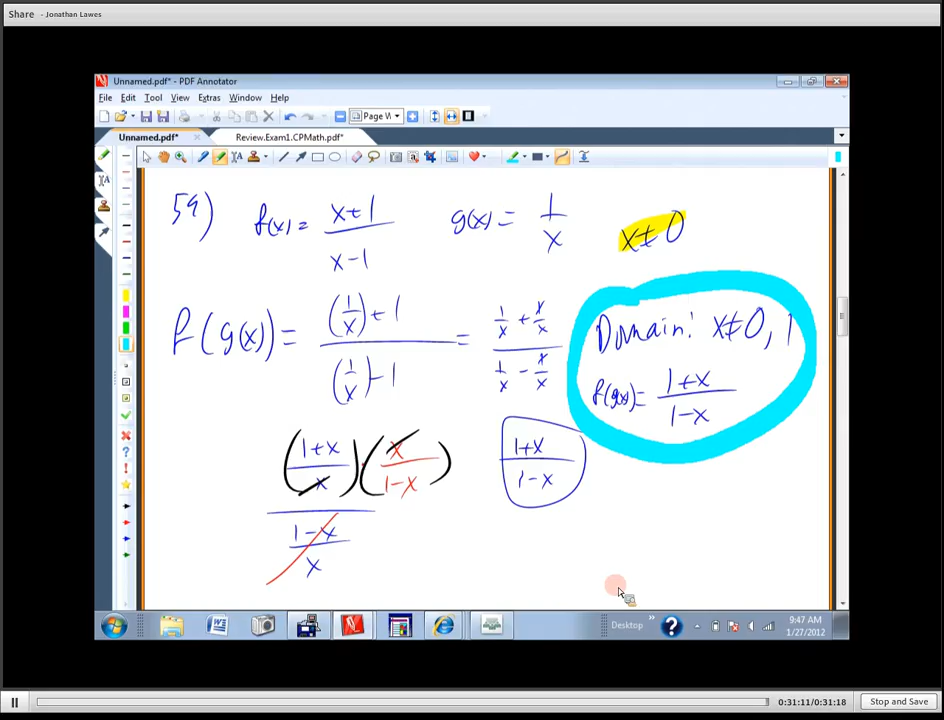 Share - Jonathan Lawes
Unnamed.pdf* - PDF Annotator
File Edit Tool View Extras Window Help
Page W
Unnamed.pdf* Review.Exam1.CPMath.pdf*
59) f(x) = x+1 / x-1 g(x) = 1 / x x≠0
f(g(x)) = (1/x)+1 / (1/x)-1 = 1/x + x/x / 1/x - x/x
Domain: x≠0, 1
f(g(x)) = 1+x / 1-x
(1+x / x)(x / 1-x) 1+x / 1-x
1-x / x
Desktop 9:47 AM
1/27/2012
0:31:11/0:31:18 Stop and Save